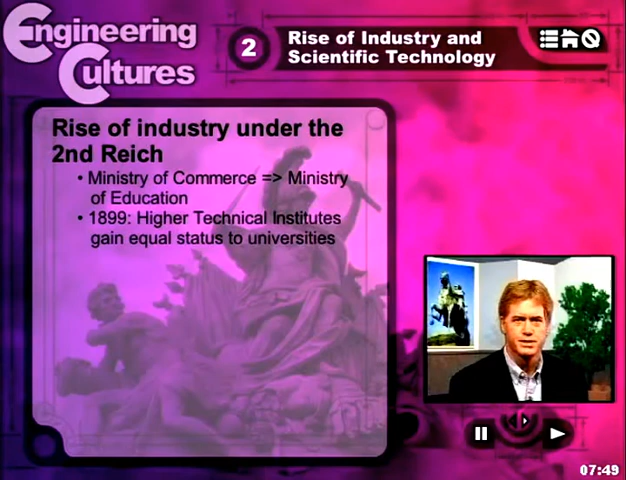 Engineering
Cultures
2
Rise of Industry and
Scientific Technology
Rise of industry under the
2nd Reich
• Ministry of Commerce => Ministry
of Education
• 1899: Higher Technical Institutes
gain equal status to universities
07:49